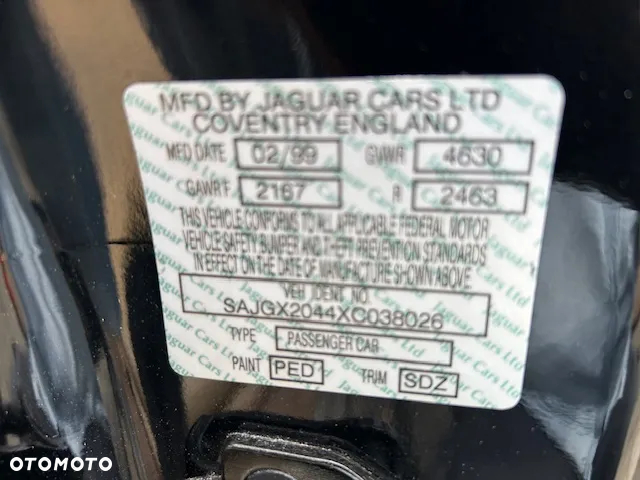 MFD BY JAGUAR CARS LTD
COVENTRY ENGLAND
MFD DATE 02/99 GVWR 4630
GAWR F. 2167 R 2463
THIS VEHICLE CONFORMS TO ALL APPLICABLE FEDERAL MOTOR
VEHICLE SAFETY BUMPER AND THEFT PREVENTION STANDARDS
IN EFFECT ON THE DATE OF MANUFACTURE SHOWN ABOVE.
VEH IDENT. NO.
SAJGX2044XC038026
TYPE PASSENGER CAR
PAINT PED TRIM SDZ
OTOMOTO